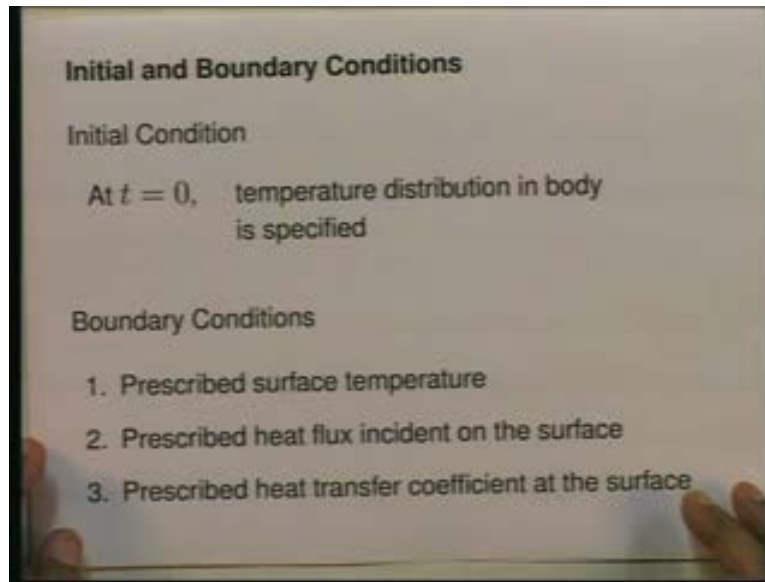 Initial and Boundary Conditions
Initial Condition
At t = 0, temperature distribution in body
is specified
Boundary Conditions
1. Prescribed surface temperature
2. Prescribed heat flux incident on the surface
3. Prescribed heat transfer coefficient at the surface